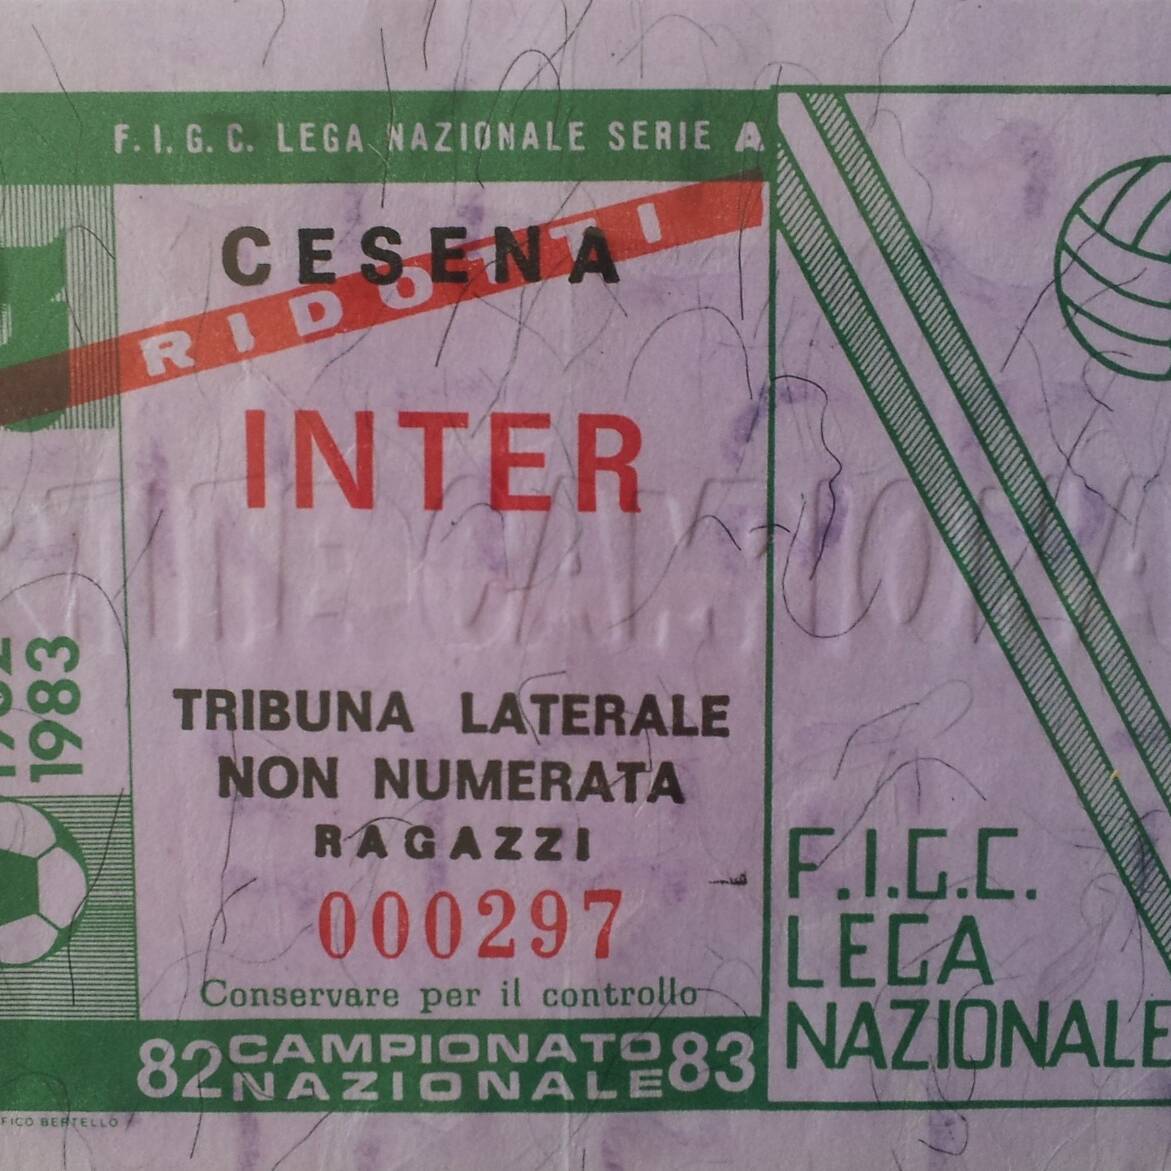 F.I.G.C. LEGA NAZIONALE SERIE A
CESENA
RIDOTTI
INTER
1983
TRIBUNA LATERALE
NON NUMERATA
RAGAZZI
000297
Conservare per il controllo
82 CAMPIONATO NAZIONALE 83
F.I.G.C.
LEGA
NAZIONALE
BERTELLO